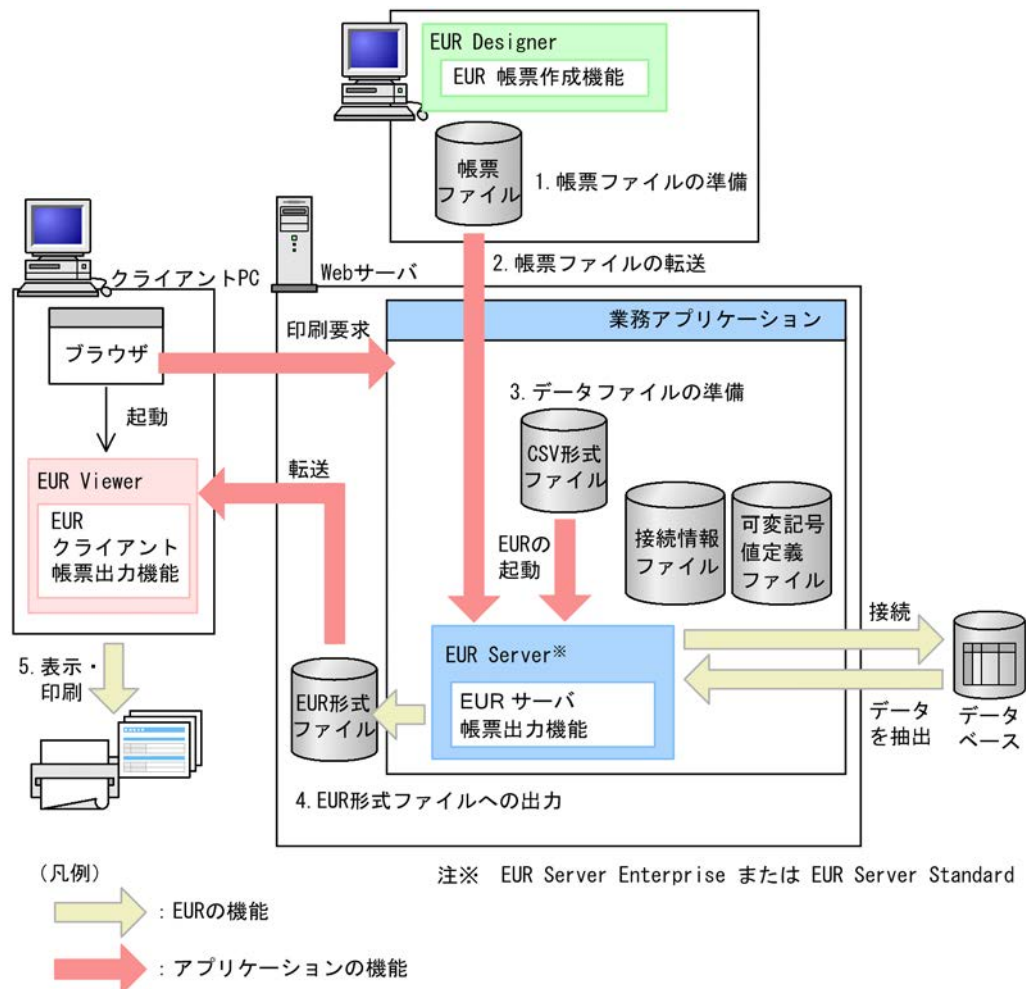 EUR Designer
EUR 帳票作成機能
帳票
ファイル
1.帳票ファイルの準備
2.帳票ファイルの転送
クライアントPC
Webサーバ
業務アプリケーション
ブラウザ
印刷要求
起動
3.データファイルの準備
CSV形式
ファイル
転送
EUR Viewer
EUR
クライアント
帳票出力機能
EURの
起動
接続情報
ファイル
可変記号
値定義
ファイル
接続
EUR Server※
EUR サーバ
帳票出力機能
EUR形式
ファイル
データ
を抽出
データ
ベース
5.表示・
印刷
4.EUR形式ファイルへの出力
(凡例)
注※ EUR Server Enterprise または EUR Server Standard
:EURの機能
:アプリケーションの機能